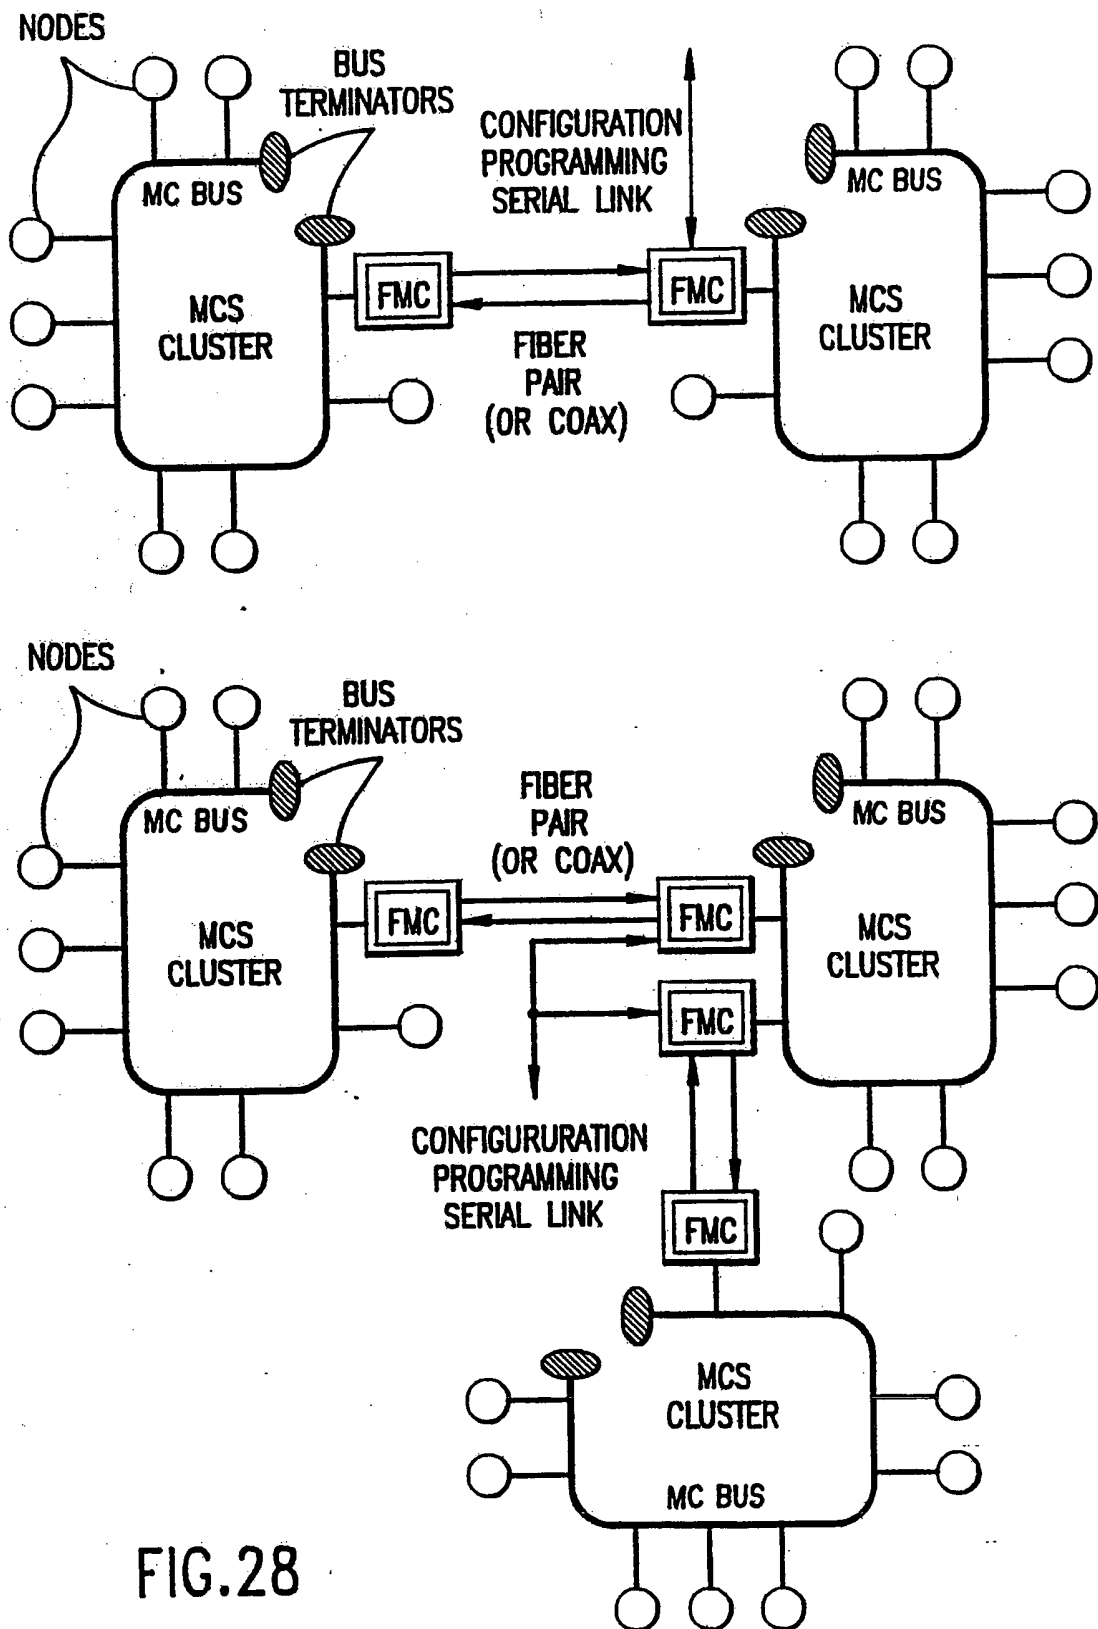 NODES
BUS
TERMINATORS
CONFIGURATION
PROGRAMMING
SERIAL LINK
MC BUS
MC BUS
FMC
FMC
MCS
CLUSTER
MCS
CLUSTER
FIBER
PAIR
(OR COAX)
NODES
BUS
TERMINATORS
FIBER
PAIR
(OR COAX)
MC BUS
MC BUS
FMC
FMC
MCS
CLUSTER
MCS
CLUSTER
FMC
CONFIGURURATION
PROGRAMMING
SERIAL LINK
FMC
MCS
CLUSTER
MC BUS
FIG.28